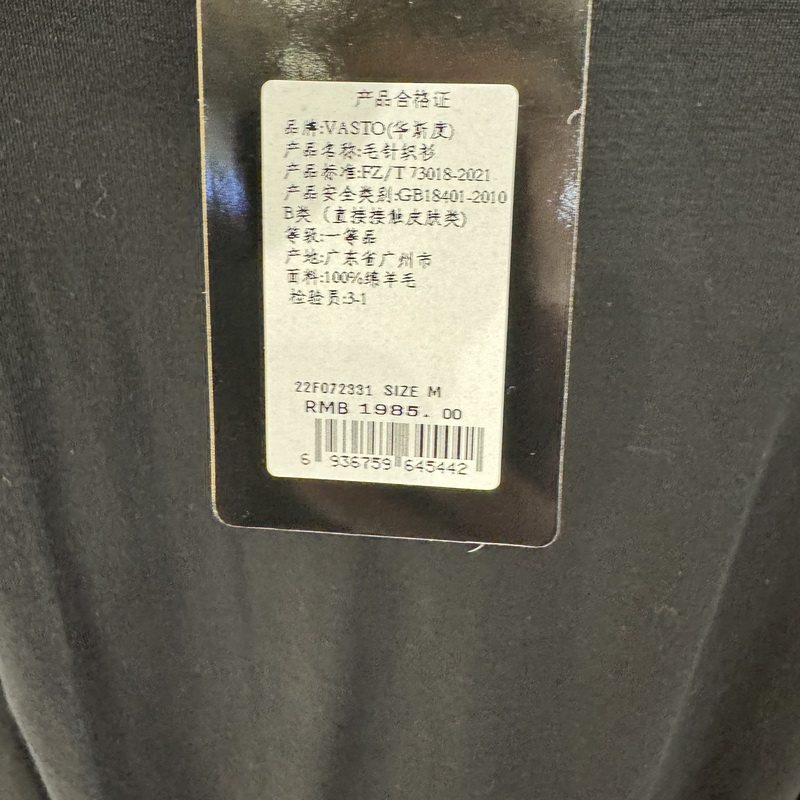 产品合格证
品牌:VASTO(华斯度)
产品名称:毛针织衫
产品标准:FZ/T 73018-2021
产品安全类别:GB18401-2010
B类（直接接触皮肤类)
等级:一等品
产地:广东省广州市
面料:100%绵羊毛
检验员:3-1
22F072331 SIZE M
RMB 1985. 00
6 936759 645442